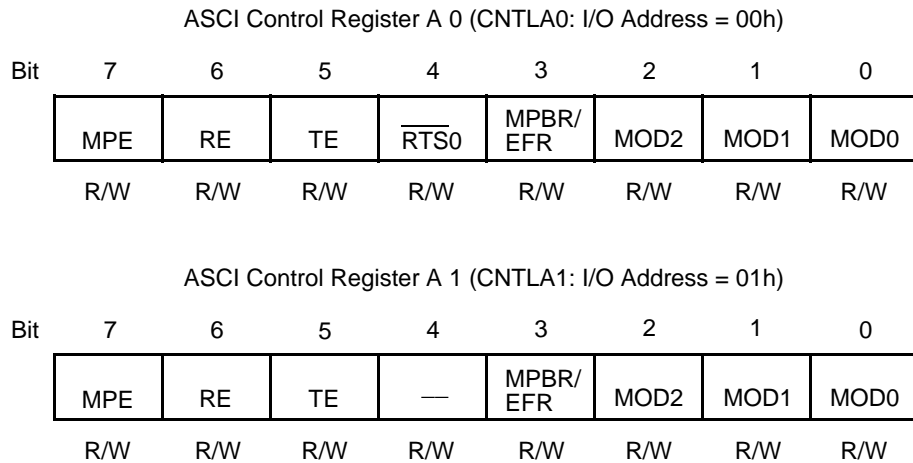 ASCI Control Register A 0 (CNTLA0: I/O Address = 00h)
Bit 7 6 5 4 3 2 1 0
MPE RE TE R̅T̅S̅0 MPBR/ EFR MOD2 MOD1 MOD0
R/W R/W R/W R/W R/W R/W R/W R/W
ASCI Control Register A 1 (CNTLA1: I/O Address = 01h)
Bit 7 6 5 4 3 2 1 0
MPE RE TE — MPBR/ EFR MOD2 MOD1 MOD0
R/W R/W R/W R/W R/W R/W R/W R/W